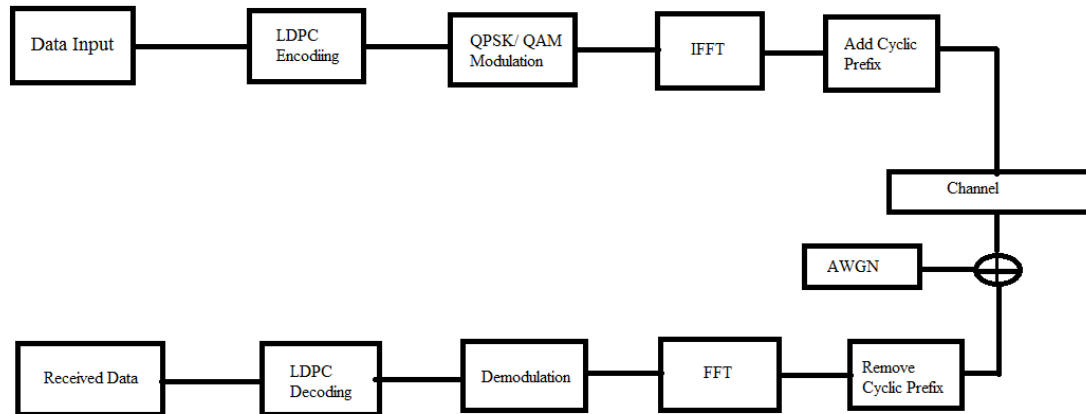 Data Input
LDPC
Encodiing
QPSK/ QAM
Modulation
IFFT
Add Cyclic
Prefix
Channel
AWGN
Received Data
LDPC
Decoding
Demodulation
FFT
Remove
Cyclic Prefix